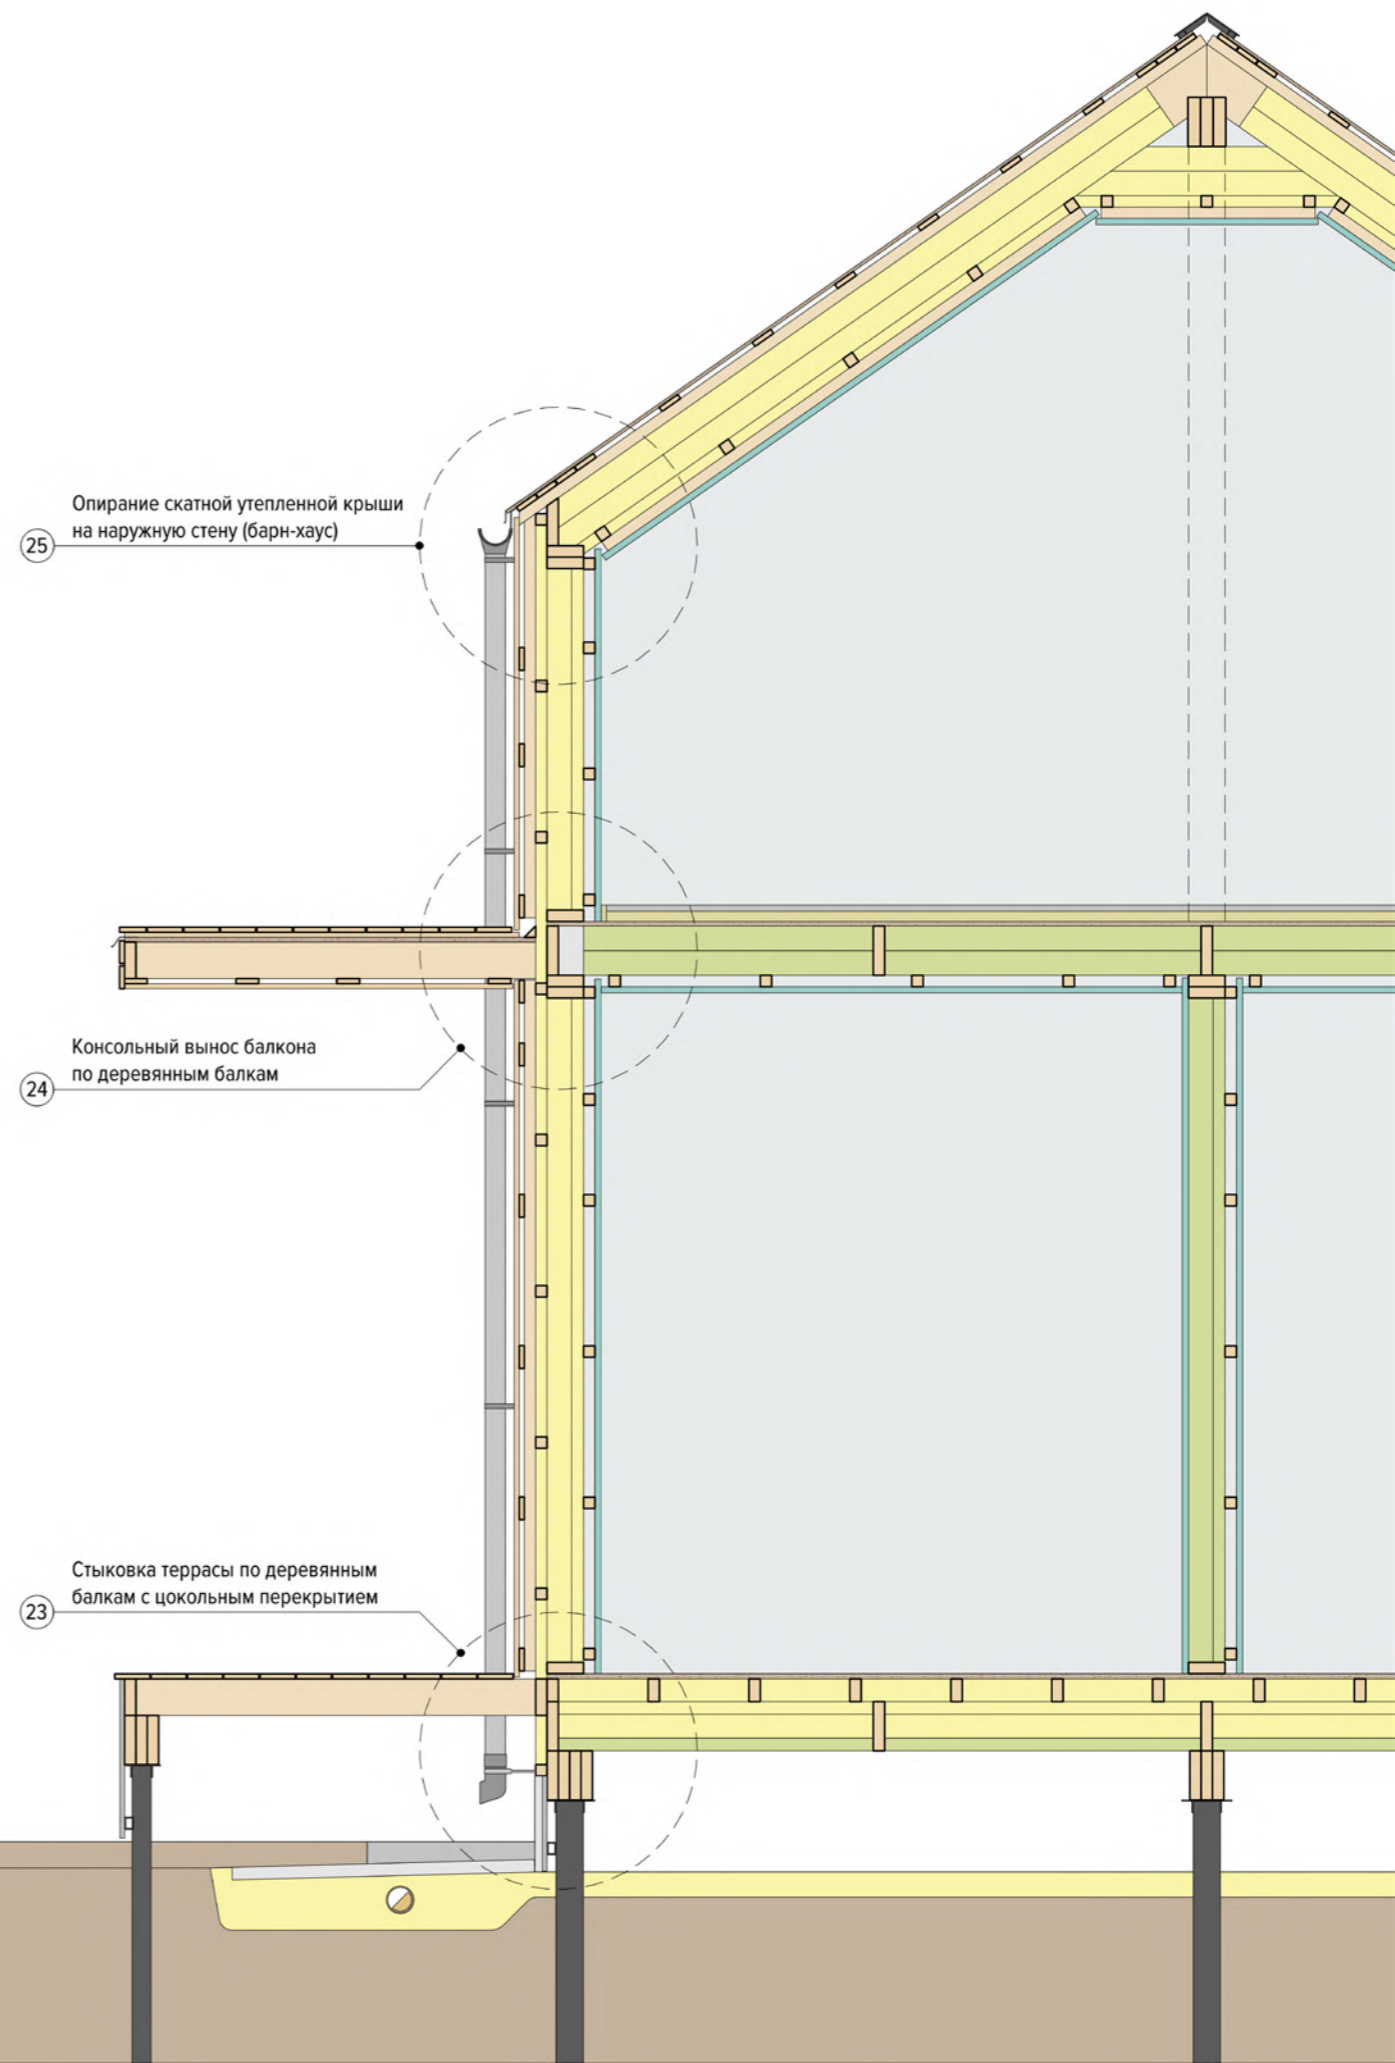 Опирание скатной утепленной крыши
на наружную стену (барн-хаус)
25
Консольный вынос балкона
по деревянным балкам
24
Стыковка террасы по деревянным
балкам с цокольным перекрытием
23